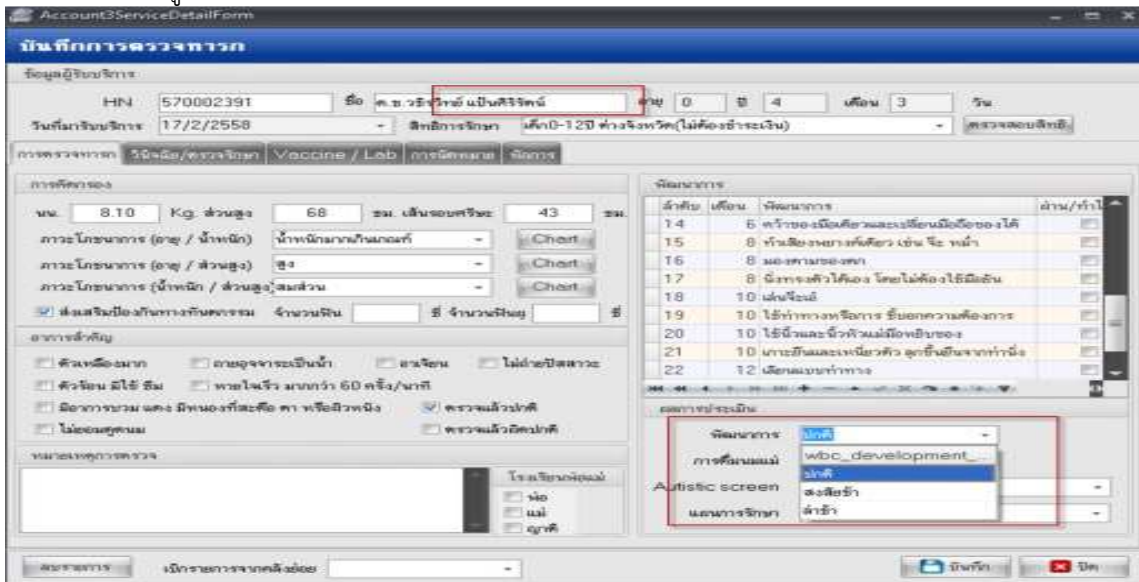 Account3ServiceDetailForm
บันทึกการตรวจทารก
ข้อมูลผู้รับบริการ
HN 570002391 ชื่อ แป้นศิริรัตน์ อายุ 0 ปี 4 เดือน 3 วัน
วันที่มารับบริการ 17/2/2558 สิทธิการรักษา เด็ก0-12ปี ต่างจังหวัด(ไม่ต้องชำระเงิน) ตรวจสอบสิทธิ
การตรวจทารก วินิจฉัย/ตรวจรักษา Vaccine / Lab การนัดหมาย พิการ
การคัดกรอง
นน. 8.10 Kg. ส่วนสูง 68 ซม. เส้นรอบศรีษะ 43 ซม.
ภาวะโภชนาการ (อายุ / น้ำหนัก) น้ำหนักมากเกินเกณฑ์ Chart
ภาวะโภชนาการ (อายุ / ส่วนสูง) สูง Chart
ภาวะโภชนาการ (น้ำหนัก / ส่วนสูง) สมส่วน Chart
ส่งเสริมป้องกันทางทันตกรรม จำนวนฟัน ซี่ จำนวนฟันผุ ซี่
อาการสำคัญ
ตัวเหลืองมาก ถ่ายอุจจาระเป็นน้ำ อาเจียน ไม่ถ่ายปัสสาวะ
ตัวร้อน มีไข้ ซึม หายใจเร็ว มากกว่า 60 ครั้ง/นาที
มีอาการบวม แดง มีหนองที่สะดือ ตา หรือผิวหนัง ตรวจแล้วปกติ
ไม่ยอมดูดนม ตรวจแล้วผิดปกติ
หมายเหตุการตรวจ
โรงเรียนพ่อแม่
พ่อ
แม่
ญาติ
พัฒนาการ
ลำดับ เดือน พัฒนาการ ผ่าน/ทำไ
14 6 คว้าของมือเดียวและเปลี่ยนมือถือของได้
15 8 ทำเสียงพยางค์เดียว เช่น จ๊ะ หม่ำ
16 8 มองตามของตก
17 8 นั่งทรงตัวได้เอง โดยไม่ต้องใช้มือยัน
18 10 เล่นจ๊ะเอ๋
19 10 ใช้ท่าทางหรือการ ชี้บอกความต้องการ
20 10 ใช้นิ้วและนิ้วหัวแม่มือหยิบของ
21 10 เกาะยืนและเหนี่ยวตัว ลุกขึ้นยืนจากท่านั่ง
22 12 เลียนแบบท่าทาง
ผลการประเมิน
พัฒนาการ ปกติ
การดื่มนมแม่ wbc_development_...
ปกติ
Autistic screen สงสัยช้า
แผนการรักษา ล่าช้า
ลบรายการ เบิกรายการจากคลังย่อย บันทึก ปิด